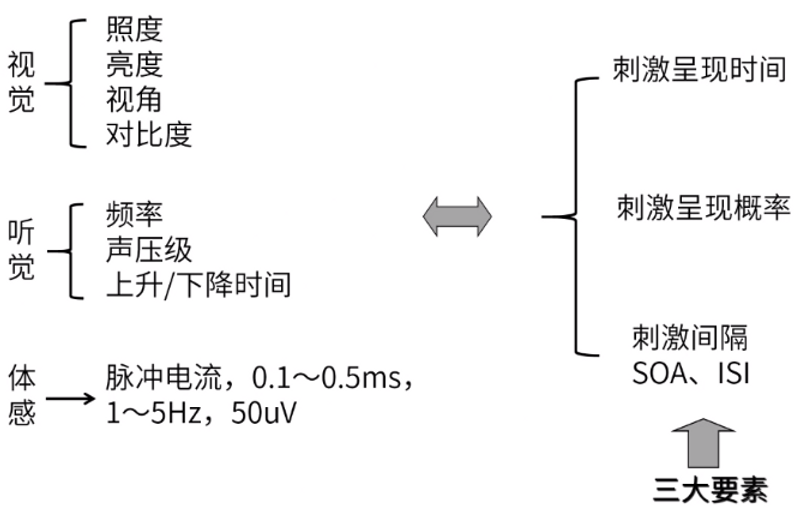 视觉
照度
亮度
视角
对比度
听觉
频率
声压级
上升/下降时间
体感
脉冲电流，0.1～0.5ms，
1～5Hz，50uV
刺激呈现时间
刺激呈现概率
刺激间隔
SOA、ISI
三大要素